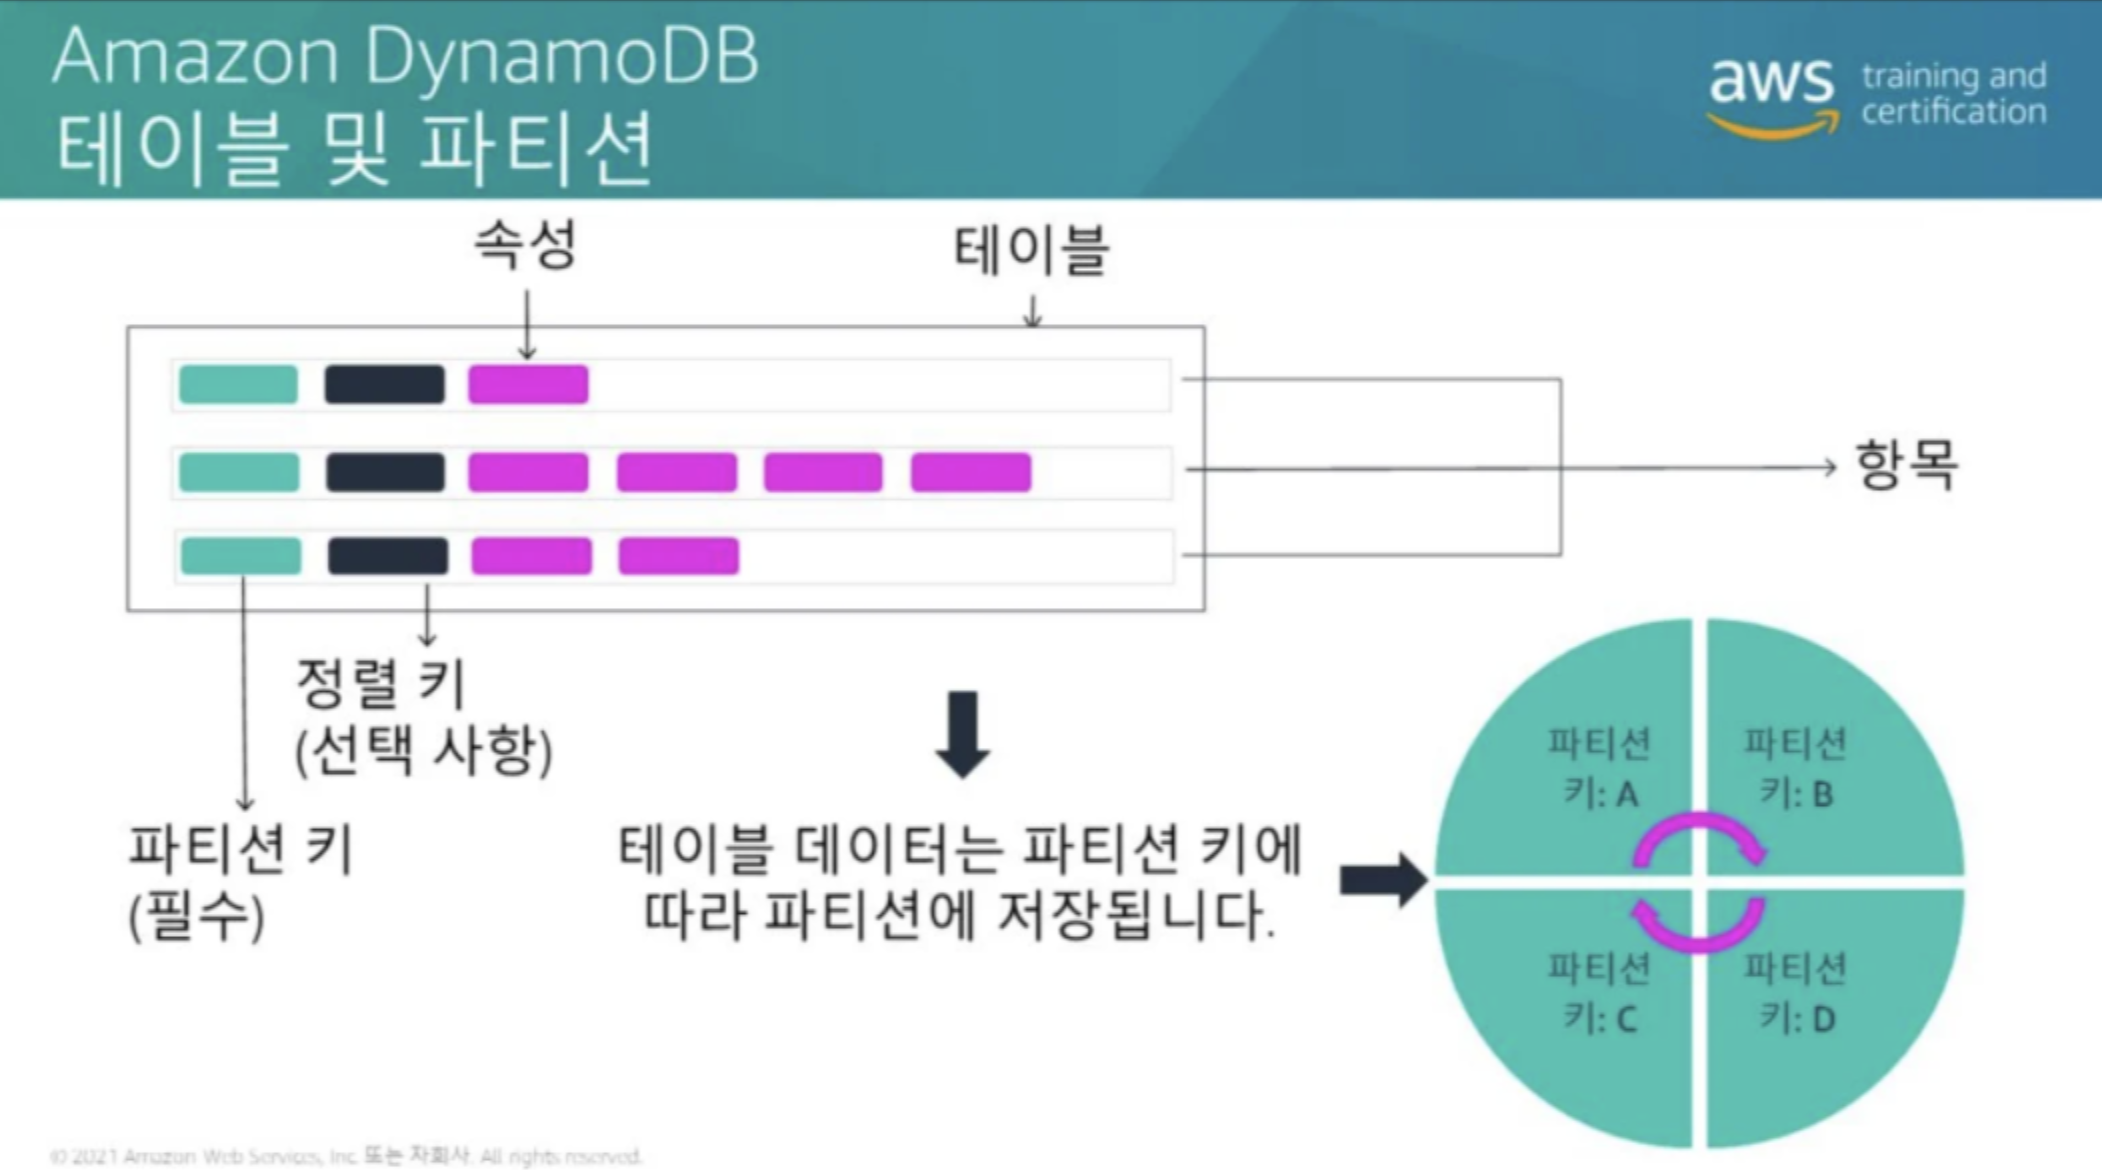 Amazon DynamoDB
테이블 및 파티션
aws training and
certification
속성
테이블
항목
정렬 키
(선택 사항)
파티션 키
(필수)
테이블 데이터는 파티션 키에
따라 파티션에 저장됩니다.
파티션
키: A
파티션
키: B
파티션
키: C
파티션
키: D
© 2021 Amazon Web Services, Inc. 또는 자회사. All rights reserved.